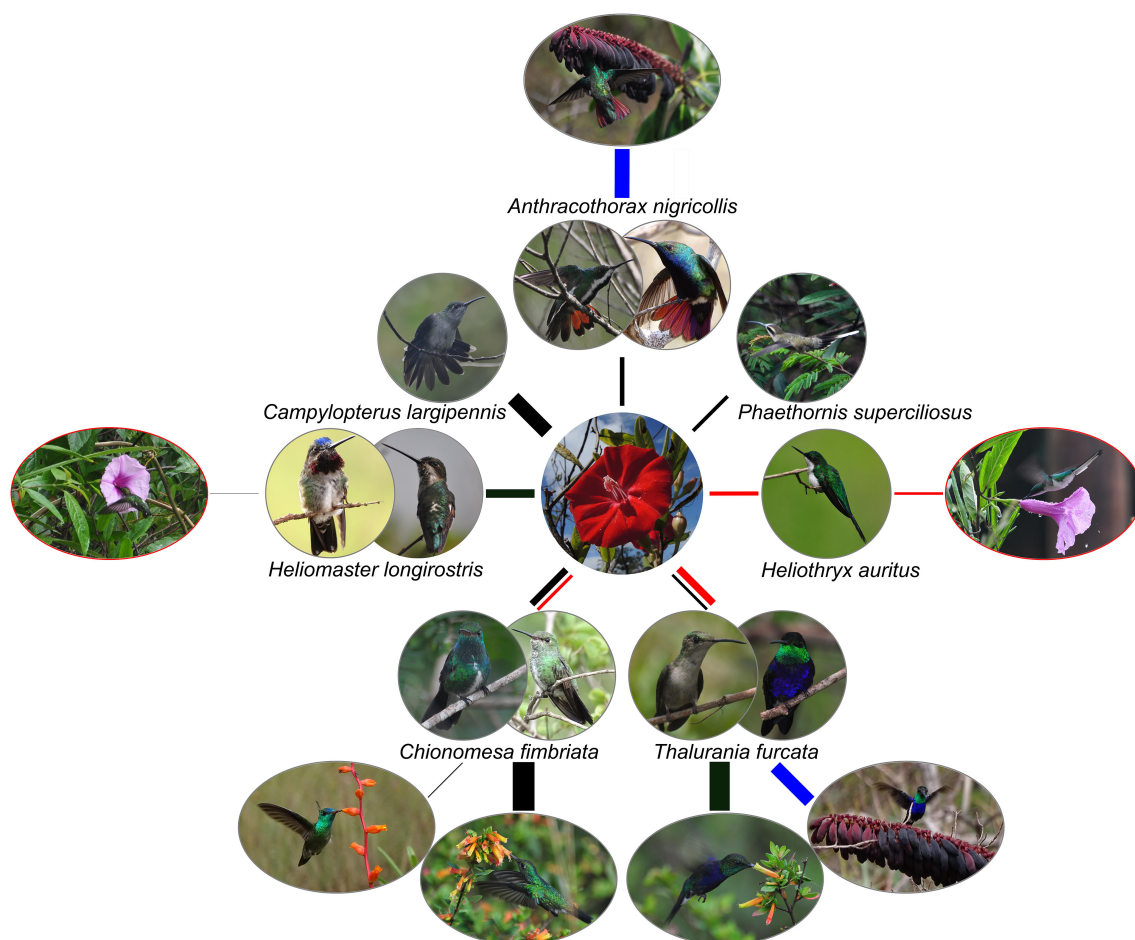 Anthracothorax nigricollis
Campylopterus largipennis
Phaethornis superciliosus
Heliomaster longirostris
Heliothryx auritus
Chionomesa fimbriata
Thalurania furcata